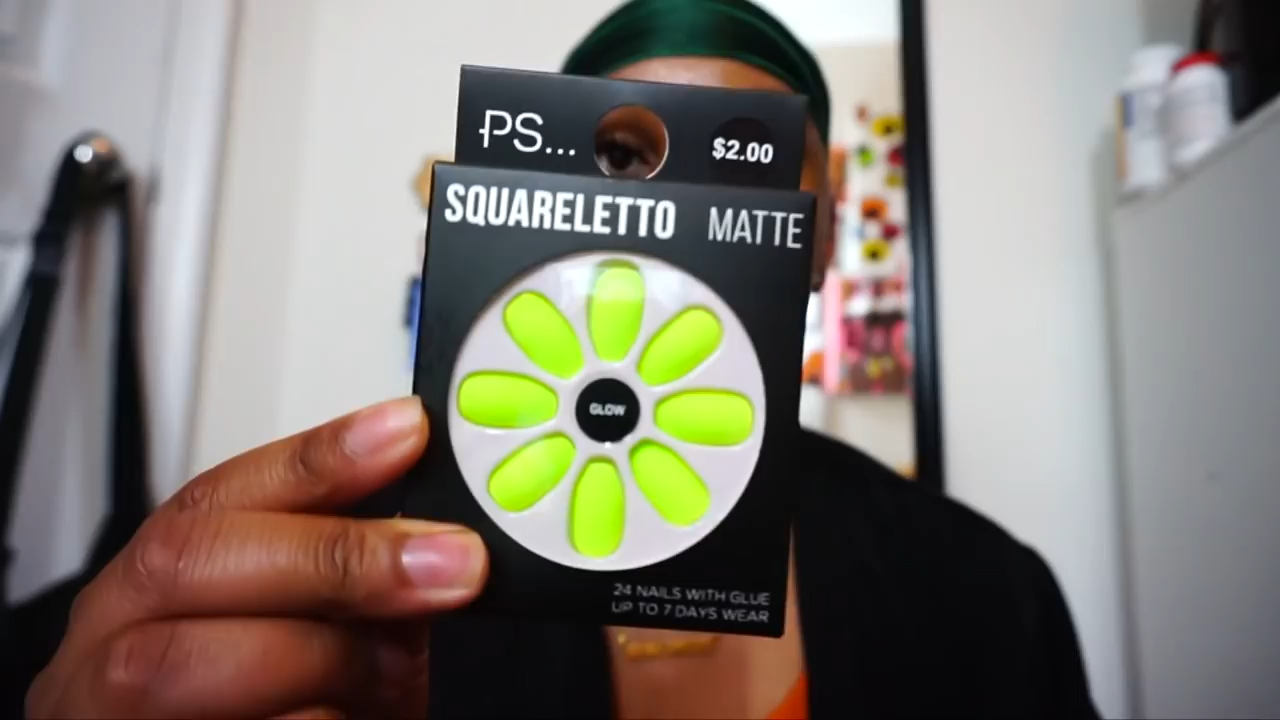 PS...
$2.00
SQUARELETTO MATTE
GLOW
24 NAILS WITH GLUE
UP TO 7 DAYS WEAR